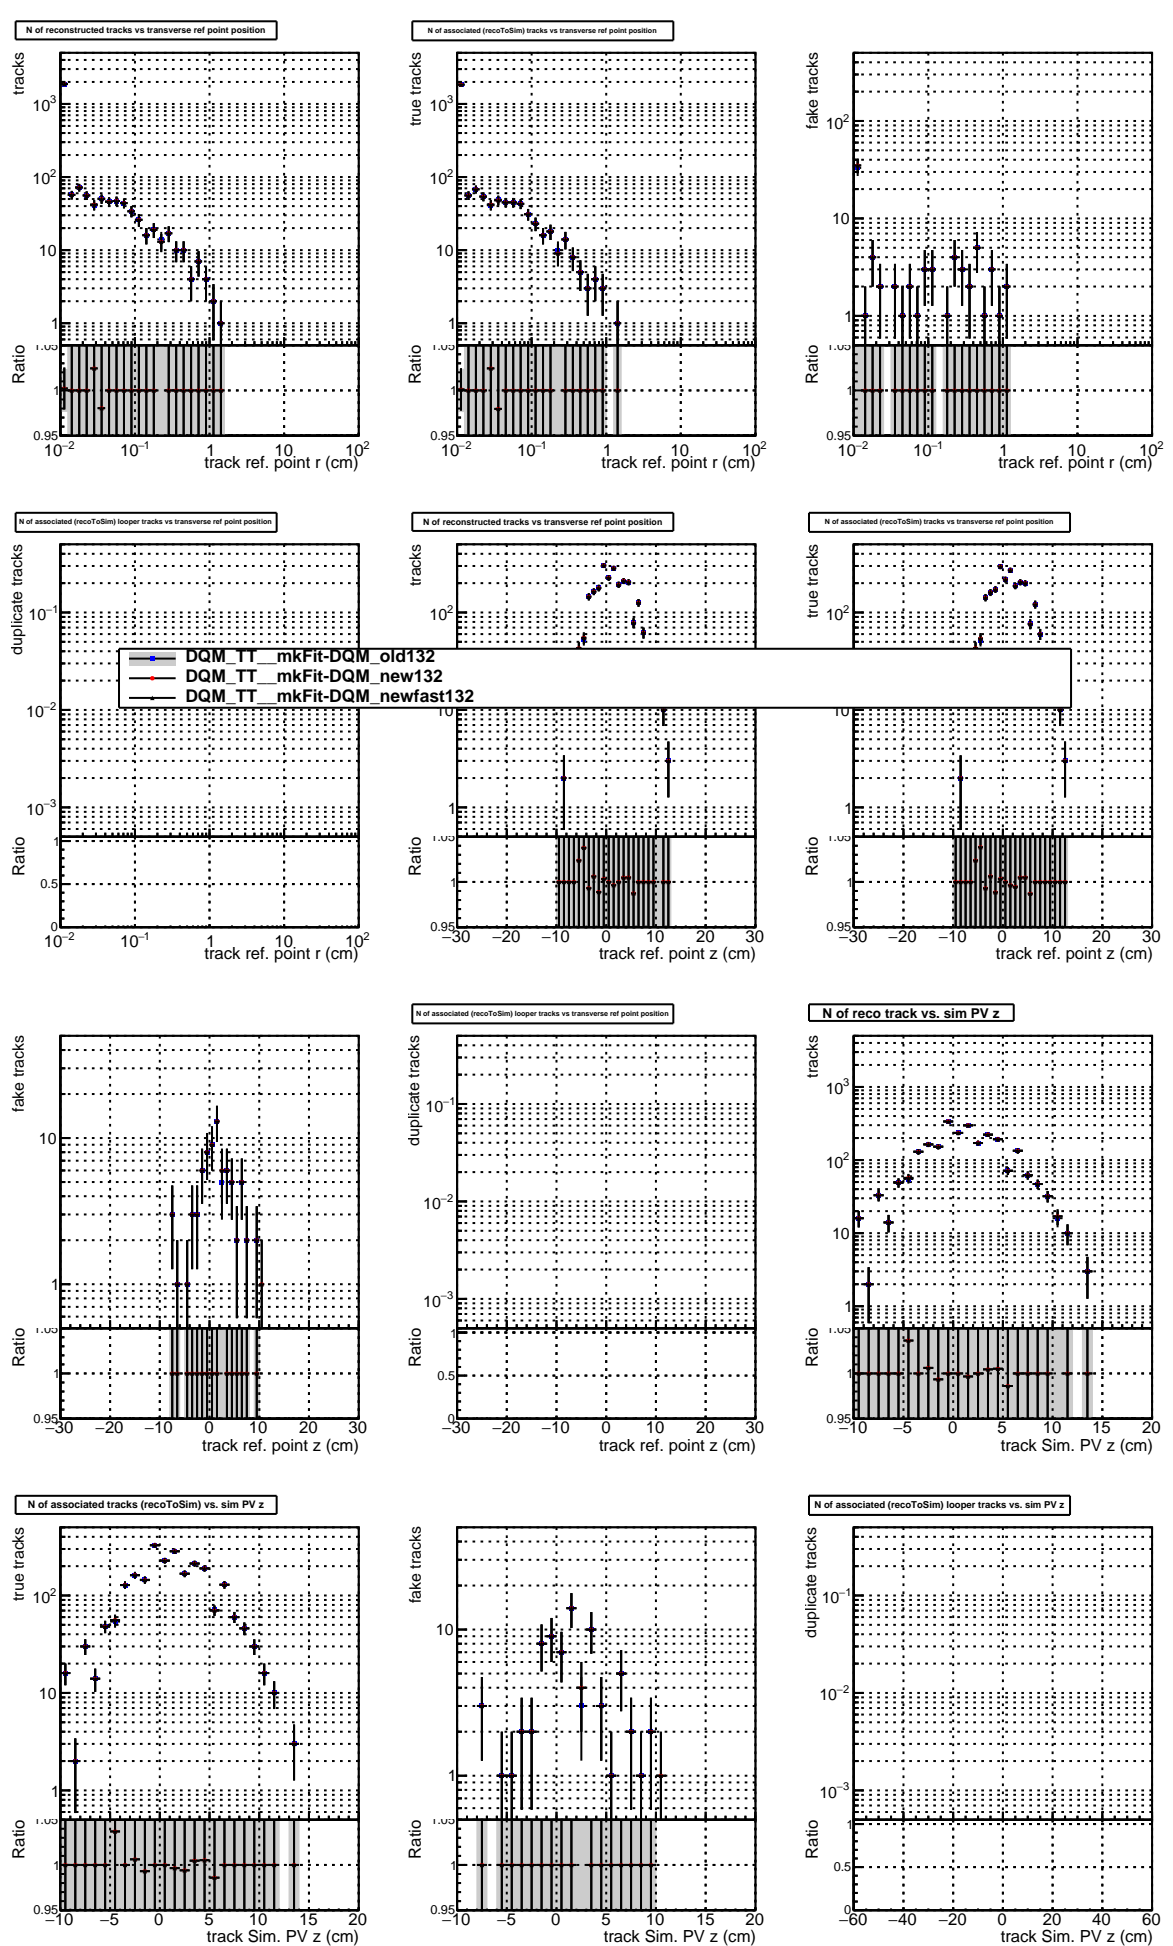 N of reconstructed tracks vs transverse ref point position
tracks
10³
10²
10
1
Ratio
1.05
1
0.95
10⁻² 10⁻¹ 1 10 10²
track ref. point r (cm)
N of associated (recoToSim) tracks vs transverse ref point position
true tracks
10³
10²
10
1
Ratio
1.05
1
0.95
10⁻² 10⁻¹ 1 10 10²
track ref. point r (cm)
fake tracks
10²
10
1
Ratio
1.05
1
0.95
10⁻² 10⁻¹ 1 10 10²
track ref. point r (cm)
N of associated (recoToSim) looper tracks vs transverse ref point position
duplicate tracks
10⁻¹
10⁻²
10⁻³
Ratio
1
0.5
0
10⁻² 10⁻¹ 1 10 10²
track ref. point r (cm)
N of reconstructed tracks vs transverse ref point position
tracks
10²
10
1
Ratio
1.05
1
0.95
−30 −20 −10 0 10 20 30
track ref. point z (cm)
N of associated (recoToSim) tracks vs transverse ref point position
true tracks
10²
10
1
Ratio
1.05
1
0.95
−30 −20 −10 0 10 20 30
track ref. point z (cm)
DQM_TT__mkFit-DQM_old132
DQM_TT__mkFit-DQM_new132
DQM_TT__mkFit-DQM_newfast132
fake tracks
10
1
Ratio
1.05
1
0.95
−30 −20 −10 0 10 20 30
track ref. point z (cm)
N of associated (recoToSim) looper tracks vs transverse ref point position
duplicate tracks
10⁻¹
10⁻²
10⁻³
Ratio
1
0.5
0
−30 −20 −10 0 10 20 30
track ref. point z (cm)
N of reco track vs. sim PV z
tracks
10³
10²
10
1
Ratio
1.05
1
0.95
−10 −5 0 5 10 15 20
track Sim. PV z (cm)
N of associated tracks (recoToSim) vs. sim PV z
true tracks
10²
10
1
Ratio
1.05
1
0.95
−10 −5 0 5 10 15 20
track Sim. PV z (cm)
fake tracks
10
1
Ratio
1.05
1
0.95
−10 −5 0 5 10 15 20
track Sim. PV z (cm)
N of associated (recoToSim) looper tracks vs. sim PV z
duplicate tracks
10⁻¹
10⁻²
10⁻³
Ratio
1
0.5
0
−60 −40 −20 0 20 40 60
track Sim. PV z (cm)